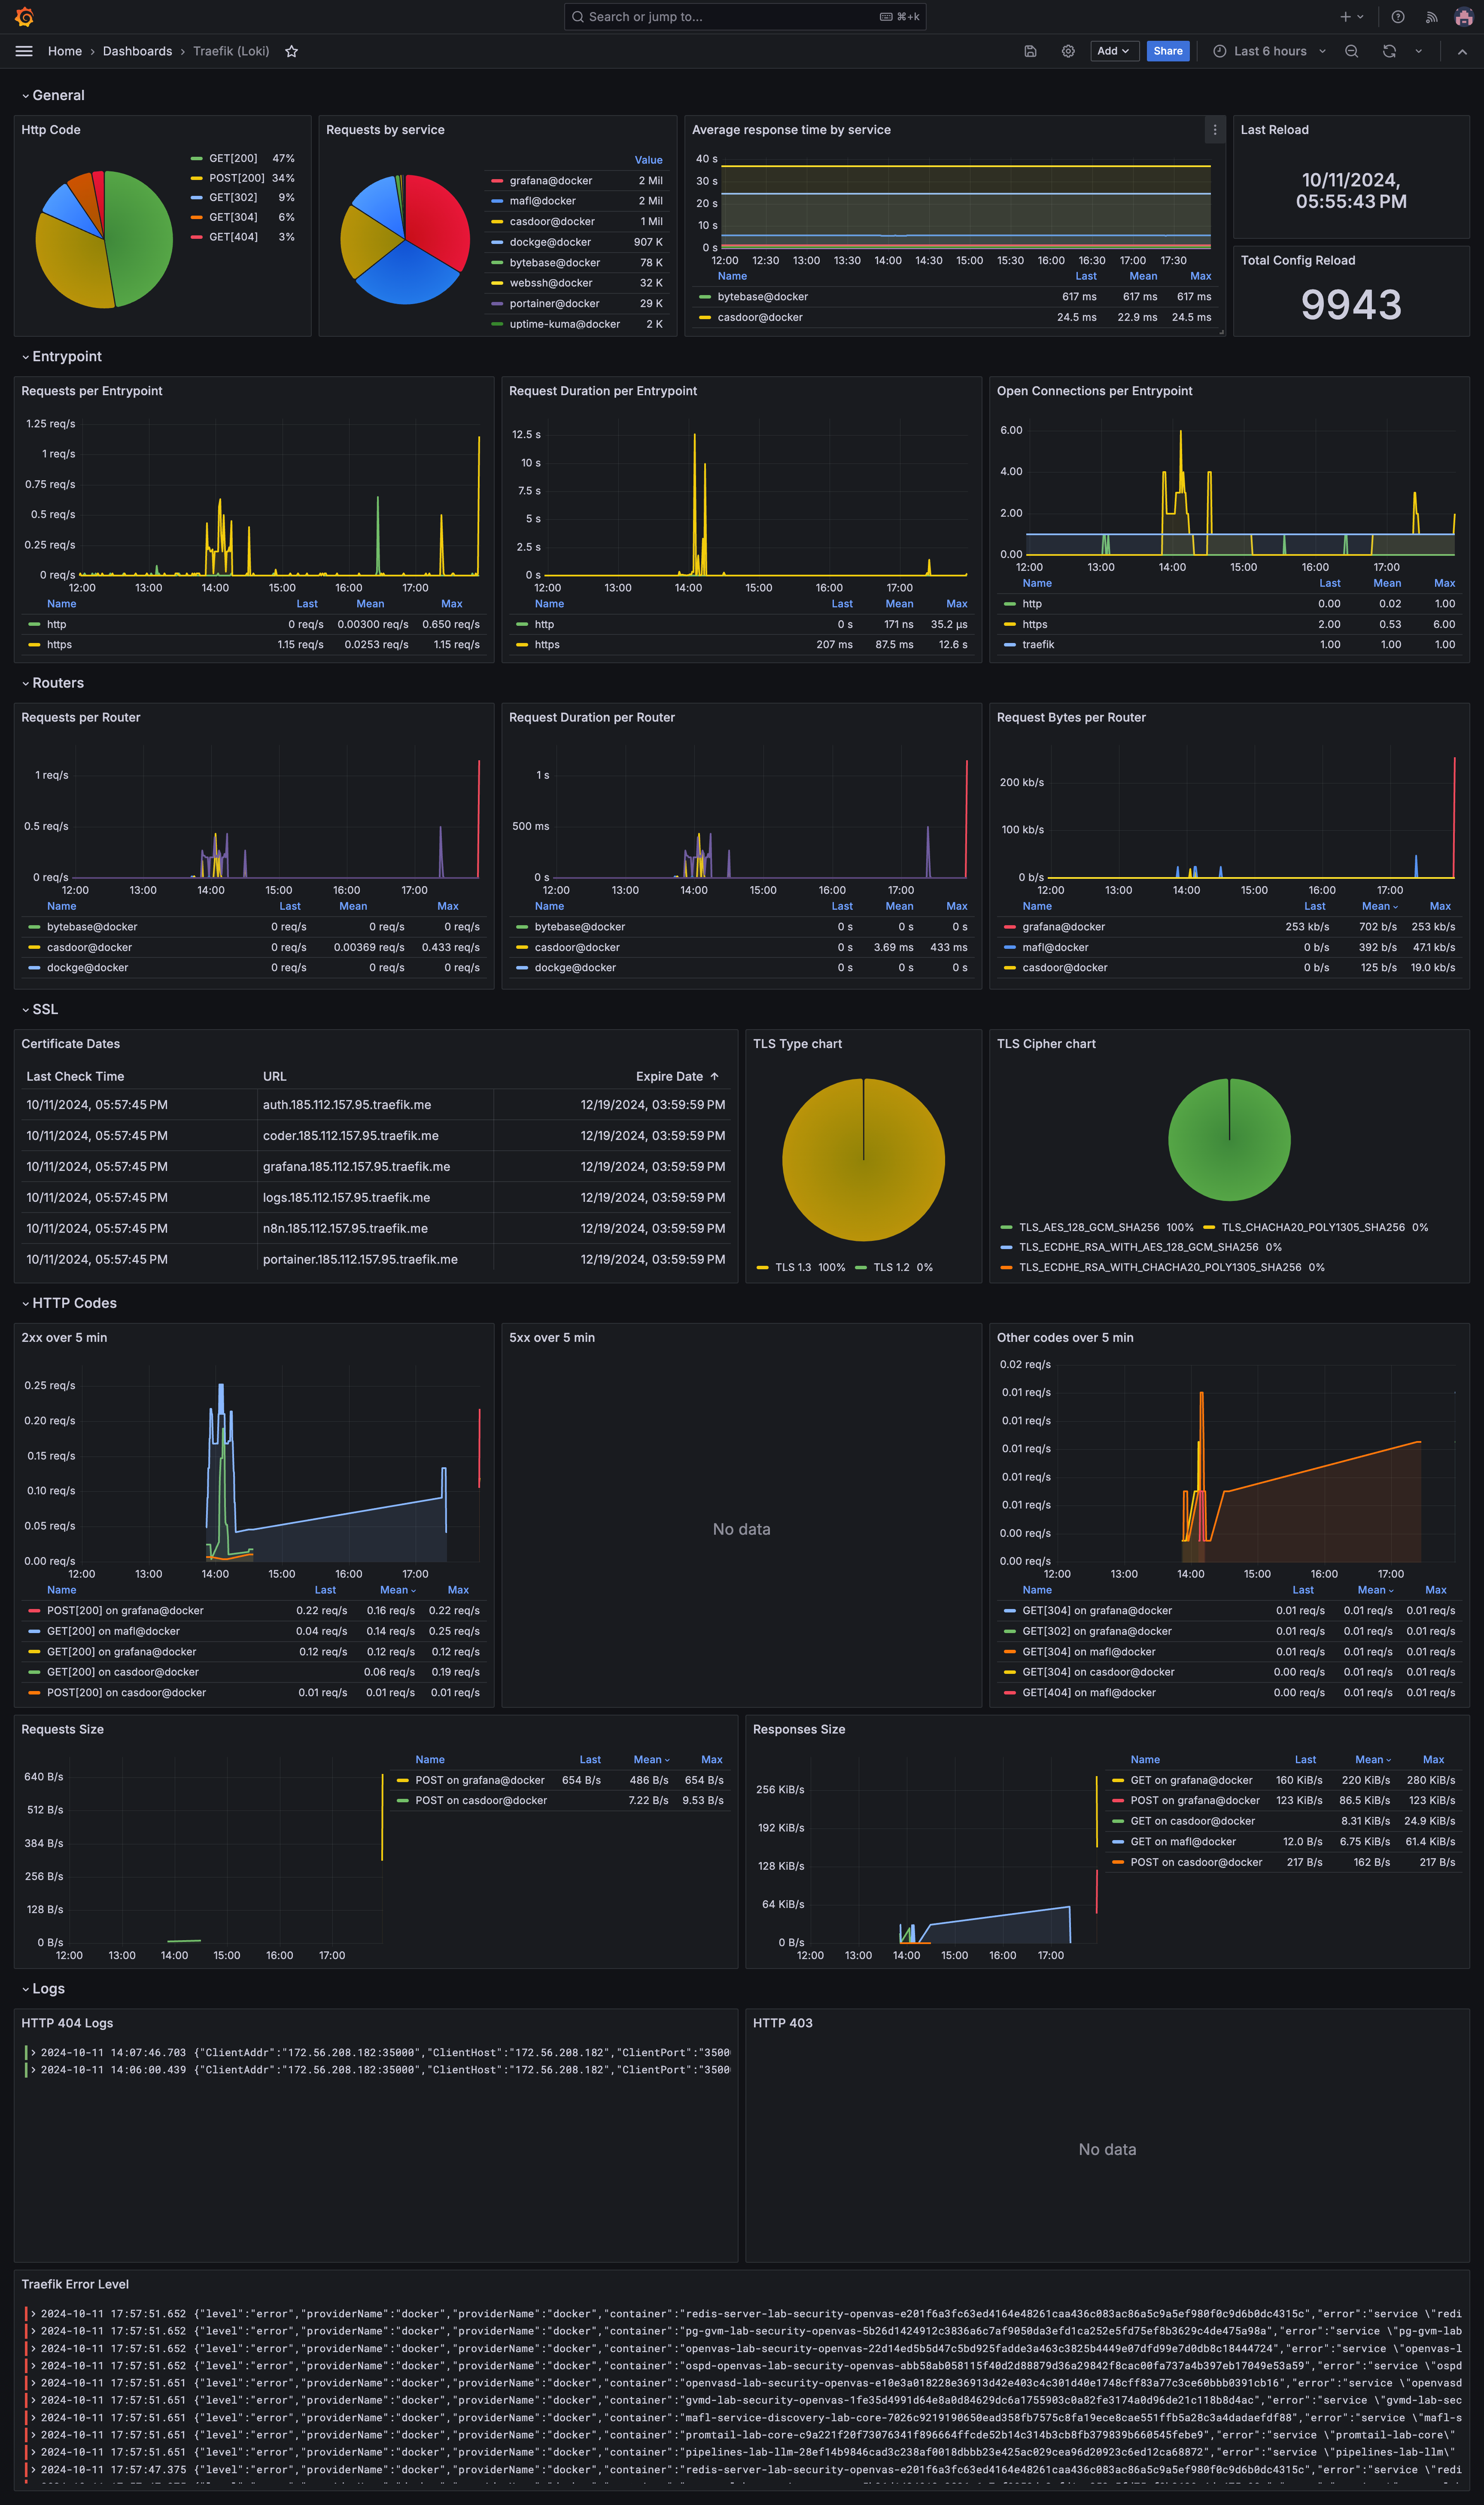 Search or jump to...
⌘+k
Home › Dashboards › Traefik (Loki)
Add
Share
Last 6 hours
General
Http Code
GET[200] 47%
POST[200] 34%
GET[302] 9%
GET[304] 6%
GET[404] 3%
Requests by service
Value
grafana@docker 2 Mil
mafl@docker 2 Mil
casdoor@docker 1 Mil
dockge@docker 907 K
bytebase@docker 78 K
webssh@docker 32 K
portainer@docker 29 K
uptime-kuma@docker 2 K
Average response time by service
40 s
30 s
20 s
10 s
0 s
12:00 12:30 13:00 13:30 14:00 14:30 15:00 15:30 16:00 16:30 17:00 17:30
Name Last Mean Max
bytebase@docker 617 ms 617 ms 617 ms
casdoor@docker 24.5 ms 22.9 ms 24.5 ms
Last Reload
10/11/2024,
05:55:43 PM
Total Config Reload
9943
Entrypoint
Requests per Entrypoint
1.25 req/s
1 req/s
0.75 req/s
0.5 req/s
0.25 req/s
0 req/s
12:00 13:00 14:00 15:00 16:00 17:00
Name Last Mean Max
http 0 req/s 0.00300 req/s 0.650 req/s
https 1.15 req/s 0.0253 req/s 1.15 req/s
Request Duration per Entrypoint
12.5 s
10 s
7.5 s
5 s
2.5 s
0 s
12:00 13:00 14:00 15:00 16:00 17:00
Name Last Mean Max
http 0 s 171 ns 35.2 µs
https 207 ms 87.5 ms 12.6 s
Open Connections per Entrypoint
6.00
4.00
2.00
0.00
12:00 13:00 14:00 15:00 16:00 17:00
Name Last Mean Max
http 0.00 0.02 1.00
https 2.00 0.53 6.00
traefik 1.00 1.00 1.00
Routers
Requests per Router
1 req/s
0.5 req/s
0 req/s
12:00 13:00 14:00 15:00 16:00 17:00
Name Last Mean Max
bytebase@docker 0 req/s 0 req/s 0 req/s
casdoor@docker 0 req/s 0.00369 req/s 0.433 req/s
dockge@docker 0 req/s 0 req/s 0 req/s
Request Duration per Router
1 s
500 ms
0 s
12:00 13:00 14:00 15:00 16:00 17:00
Name Last Mean Max
bytebase@docker 0 s 0 s 0 s
casdoor@docker 0 s 3.69 ms 433 ms
dockge@docker 0 s 0 s 0 s
Request Bytes per Router
200 kb/s
100 kb/s
0 b/s
12:00 13:00 14:00 15:00 16:00 17:00
Name Last Mean Max
grafana@docker 253 kb/s 702 b/s 253 kb/s
mafl@docker 0 b/s 392 b/s 47.1 kb/s
casdoor@docker 0 b/s 125 b/s 19.0 kb/s
SSL
Certificate Dates
Last Check Time URL Expire Date ↑
10/11/2024, 05:57:45 PM auth.185.112.157.95.traefik.me 12/19/2024, 03:59:59 PM
10/11/2024, 05:57:45 PM coder.185.112.157.95.traefik.me 12/19/2024, 03:59:59 PM
10/11/2024, 05:57:45 PM grafana.185.112.157.95.traefik.me 12/19/2024, 03:59:59 PM
10/11/2024, 05:57:45 PM logs.185.112.157.95.traefik.me 12/19/2024, 03:59:59 PM
10/11/2024, 05:57:45 PM n8n.185.112.157.95.traefik.me 12/19/2024, 03:59:59 PM
10/11/2024, 05:57:45 PM portainer.185.112.157.95.traefik.me 12/19/2024, 03:59:59 PM
TLS Type chart
TLS 1.3 100% TLS 1.2 0%
TLS Cipher chart
TLS_AES_128_GCM_SHA256 100% TLS_CHACHA20_POLY1305_SHA256 0%
TLS_ECDHE_RSA_WITH_AES_128_GCM_SHA256 0%
TLS_ECDHE_RSA_WITH_CHACHA20_POLY1305_SHA256 0%
HTTP Codes
2xx over 5 min
0.25 req/s
0.20 req/s
0.15 req/s
0.10 req/s
0.05 req/s
0.00 req/s
12:00 13:00 14:00 15:00 16:00 17:00
Name Last Mean Max
POST[200] on grafana@docker 0.22 req/s 0.16 req/s 0.22 req/s
GET[200] on mafl@docker 0.04 req/s 0.14 req/s 0.25 req/s
GET[200] on grafana@docker 0.12 req/s 0.12 req/s 0.12 req/s
GET[200] on casdoor@docker 0.06 req/s 0.19 req/s
POST[200] on casdoor@docker 0.01 req/s 0.01 req/s 0.01 req/s
5xx over 5 min
No data
Other codes over 5 min
0.02 req/s
0.01 req/s
0.01 req/s
0.01 req/s
0.01 req/s
0.01 req/s
0.00 req/s
0.00 req/s
12:00 13:00 14:00 15:00 16:00 17:00
Name Last Mean Max
GET[304] on grafana@docker 0.01 req/s 0.01 req/s 0.01 req/s
GET[302] on grafana@docker 0.01 req/s 0.01 req/s 0.01 req/s
GET[304] on mafl@docker 0.01 req/s 0.01 req/s 0.01 req/s
GET[304] on casdoor@docker 0.00 req/s 0.01 req/s 0.01 req/s
GET[404] on mafl@docker 0.00 req/s 0.01 req/s 0.01 req/s
Requests Size
640 B/s
512 B/s
384 B/s
256 B/s
128 B/s
0 B/s
12:00 13:00 14:00 15:00 16:00 17:00
Name Last Mean Max
POST on grafana@docker 654 B/s 486 B/s 654 B/s
POST on casdoor@docker 7.22 B/s 9.53 B/s
Responses Size
256 KiB/s
192 KiB/s
128 KiB/s
64 KiB/s
0 B/s
12:00 13:00 14:00 15:00 16:00 17:00
Name Last Mean Max
GET on grafana@docker 160 KiB/s 220 KiB/s 280 KiB/s
POST on grafana@docker 123 KiB/s 86.5 KiB/s 123 KiB/s
GET on casdoor@docker 8.31 KiB/s 24.9 KiB/s
GET on mafl@docker 12.0 B/s 6.75 KiB/s 61.4 KiB/s
POST on casdoor@docker 217 B/s 162 B/s 217 B/s
Logs
HTTP 404 Logs
2024-10-11 14:07:46.703 {"ClientAddr":"172.56.208.182:35000","ClientHost":"172.56.208.182","ClientPort":"3500
2024-10-11 14:06:00.439 {"ClientAddr":"172.56.208.182:35000","ClientHost":"172.56.208.182","ClientPort":"3500
HTTP 403
No data
Traefik Error Level
2024-10-11 17:57:51.652 {"level":"error","providerName":"docker","providerName":"docker","container":"redis-server-lab-security-openvas-e201f6a3fc63ed4164e48261caa436c083ac86a5c9a5ef980f0c9d6b0dc4315c","error":"service \"redi
2024-10-11 17:57:51.652 {"level":"error","providerName":"docker","providerName":"docker","container":"pg-gvm-lab-security-openvas-5b26d1424912c3836a6c7af9050da3efd1ca252e5fd75ef8b3629c4de475a98a","error":"service \"pg-gvm-lab
2024-10-11 17:57:51.652 {"level":"error","providerName":"docker","providerName":"docker","container":"openvas-lab-security-openvas-22d14ed5b5d47c5bd925fadde3a463c3825b4449e07dfd99e7d0db8c18444724","error":"service \"openvas-l
2024-10-11 17:57:51.652 {"level":"error","providerName":"docker","providerName":"docker","container":"ospd-openvas-lab-security-openvas-abb58ab058115f40d2d88879d36a29842f8cac00fa737a4b397eb17049e53a59","error":"service \"ospd
2024-10-11 17:57:51.651 {"level":"error","providerName":"docker","providerName":"docker","container":"openvasd-lab-security-openvas-e10e3a018228e36913d42e403c4c301d40e1748cff83a77c3ce60bbb0391cb16","error":"service \"openvasd
2024-10-11 17:57:51.651 {"level":"error","providerName":"docker","providerName":"docker","container":"gvmd-lab-security-openvas-1fe35d4991d64e8a0d84629dc6a1755903c0a82fe3174a0d96de21c118b8d4ac","error":"service \"gvmd-lab-sec
2024-10-11 17:57:51.651 {"level":"error","providerName":"docker","providerName":"docker","container":"mafl-service-discovery-lab-core-7026c9219190650ead358fb7575c8fa19ece8cae551ffb5a28c3a4dadaefdf88","error":"service \"mafl-s
2024-10-11 17:57:51.651 {"level":"error","providerName":"docker","providerName":"docker","container":"promtail-lab-core-c9a221f20f73076341f896664ffcde52b14c314b3cb8fb379839b660545febe9","error":"service \"promtail-lab-core\"
2024-10-11 17:57:51.651 {"level":"error","providerName":"docker","providerName":"docker","container":"pipelines-lab-llm-28ef14b9846cad3c238af0018dbbb23e425ac029cea96d20923c6ed12ca68872","error":"service \"pipelines-lab-llm\"
2024-10-11 17:57:47.375 {"level":"error","providerName":"docker","providerName":"docker","container":"redis-server-lab-security-openvas-e201f6a3fc63ed4164e48261caa436c083ac86a5c9a5ef980f0c9d6b0dc4315c","error":"service \"redi